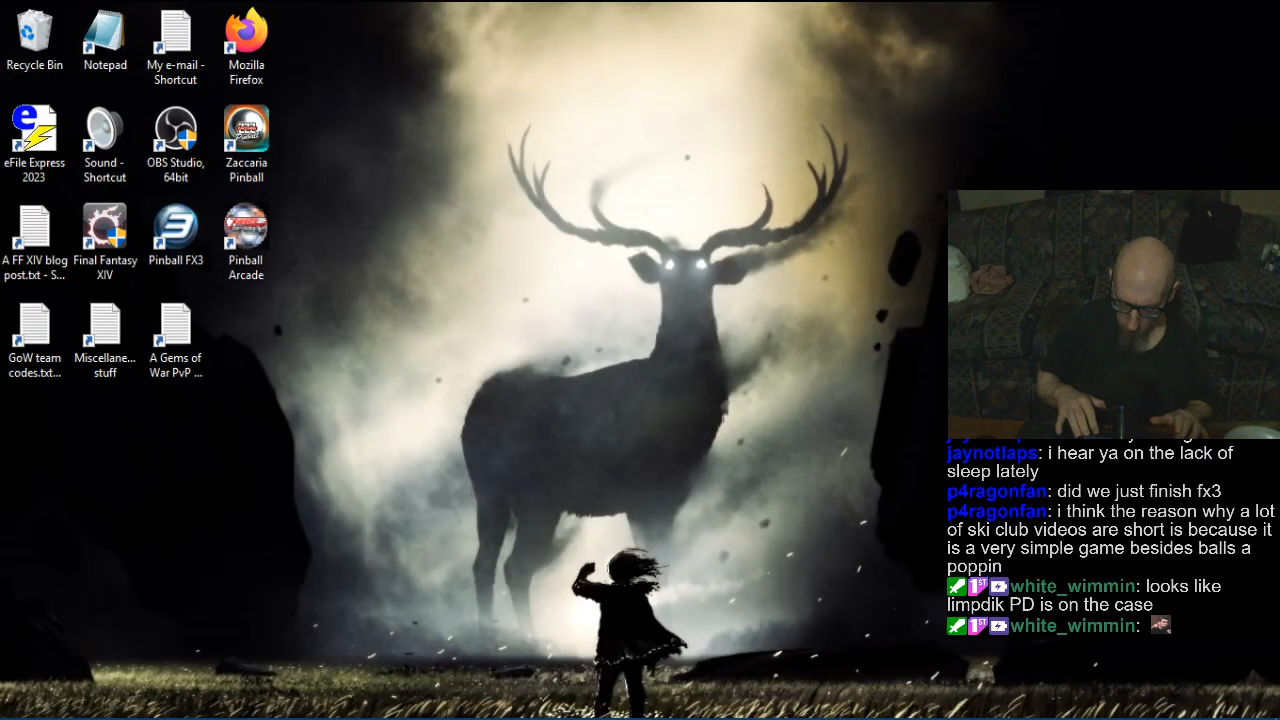 Recycle Bin
Notepad
My e-mail - Shortcut
Mozilla Firefox
eFile Express 2023
Sound - Shortcut
OBS Studio, 64bit
Zaccaria Pinball
A FF XIV blog post.txt - S...
Final Fantasy XIV
Pinball FX3
Pinball Arcade
GoW team codes.txt...
Miscellane... stuff
A Gems of War PvP ...
jaynotlaps: i hear ya on the lack of
sleep lately
p4ragonfan: did we just finish fx3
p4ragonfan: i think the reason why a lot
of ski club videos are short is because it
is a very simple game besides balls a
poppin
1ST white_wimmin: looks like
limpdik PD is on the case
1ST white_wimmin: